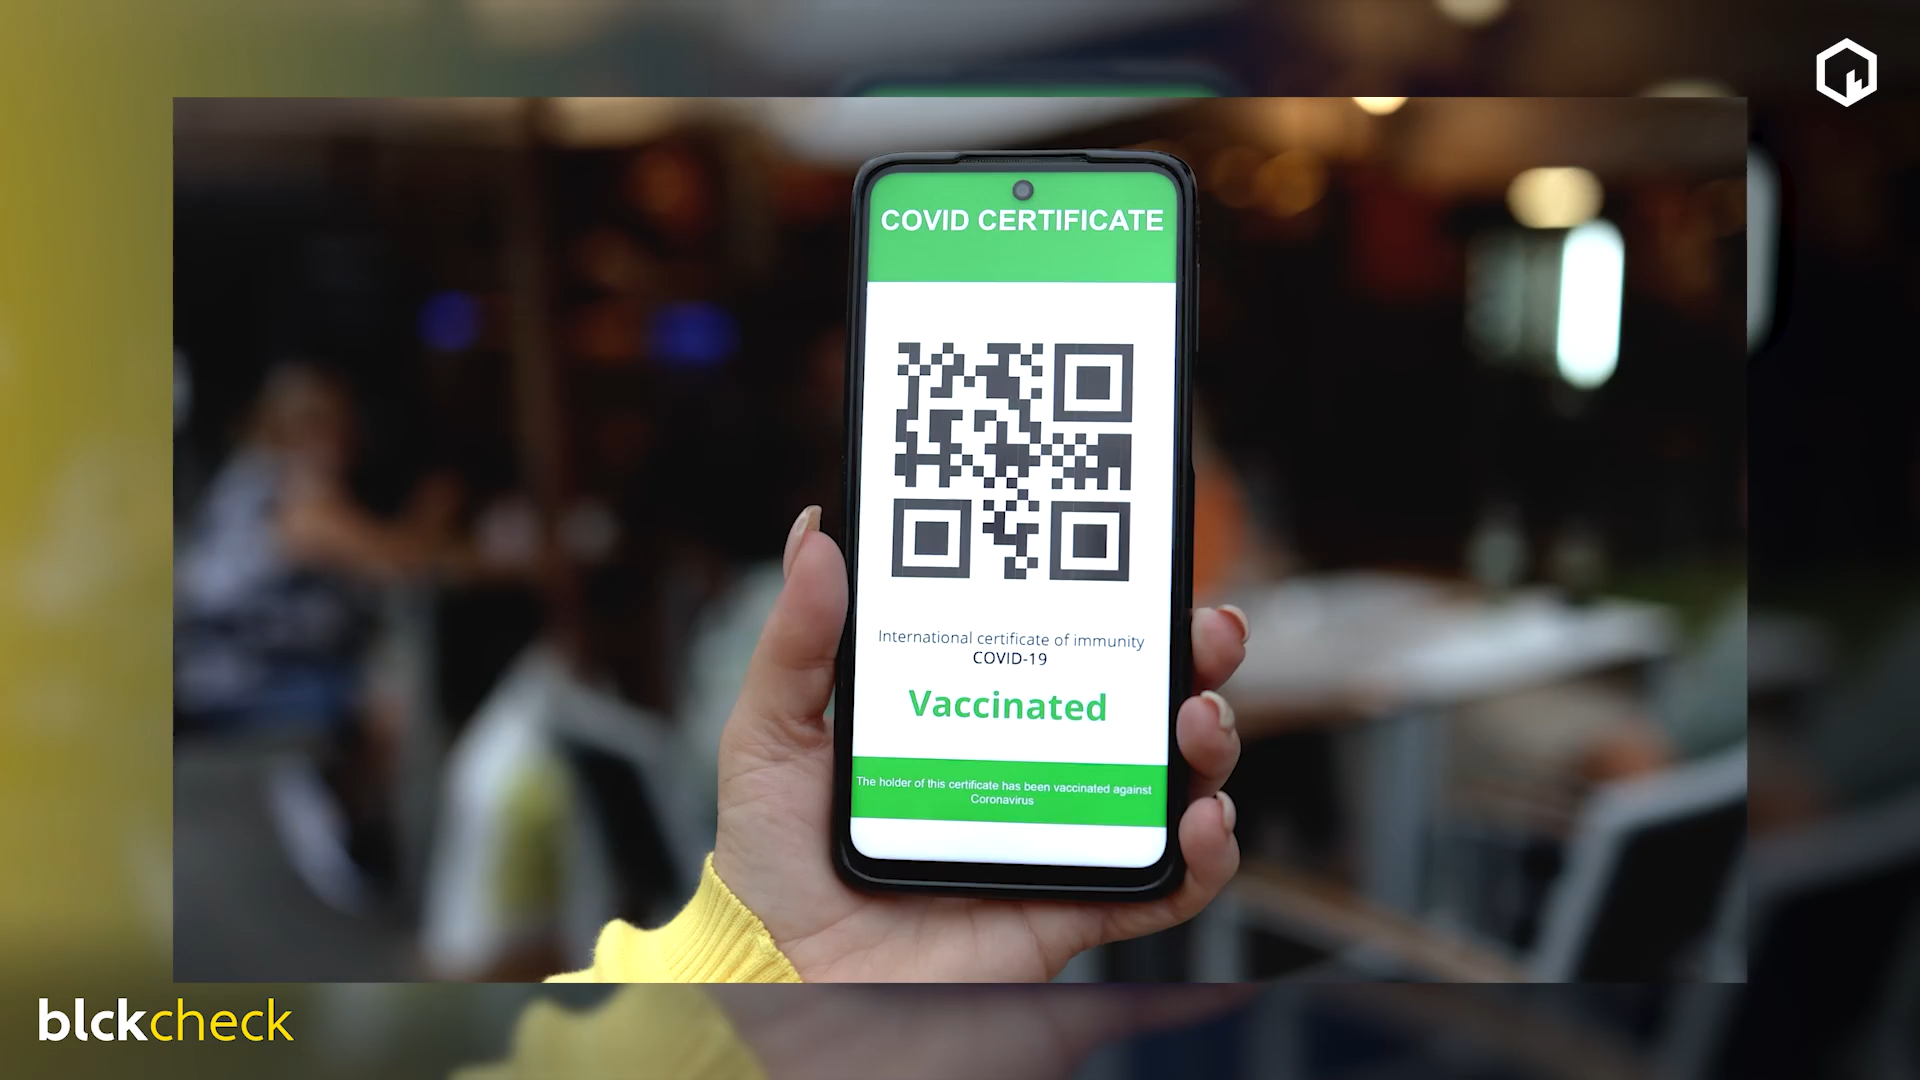 COVID CERTIFICATE
International certificate of immunity
COVID-19
Vaccinated
The holder of this certificate has been vaccinated against
Coronavirus
blckcheck